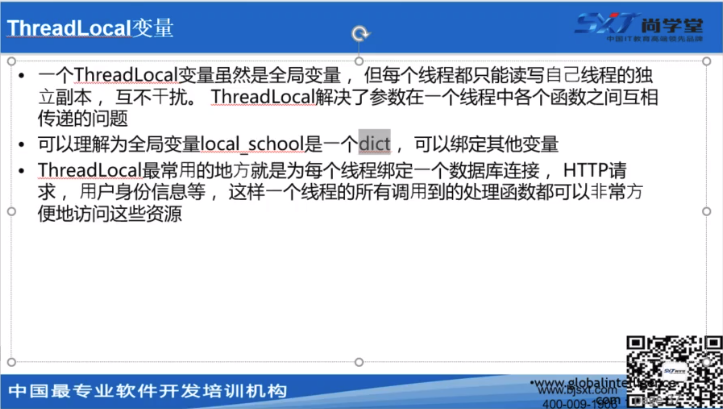 ThreadLocal变量
SXT 尚学堂
中国IT教育高端领先品牌
• 一个ThreadLocal变量虽然是全局变量，但每个线程都只能读写自己线程的独
立副本，互不干扰。ThreadLocal解决了参数在一个线程中各个函数之间互相
传递的问题
• 可以理解为全局变量local_school是一个dict，可以绑定其他变量
• ThreadLocal最常用的地方就是为每个线程绑定一个数据库连接，HTTP请
求，用户身份信息等，这样一个线程的所有调用到的处理函数都可以非常方
便地访问这些资源
中国最专业软件开发培训机构
www.bjsxt.com